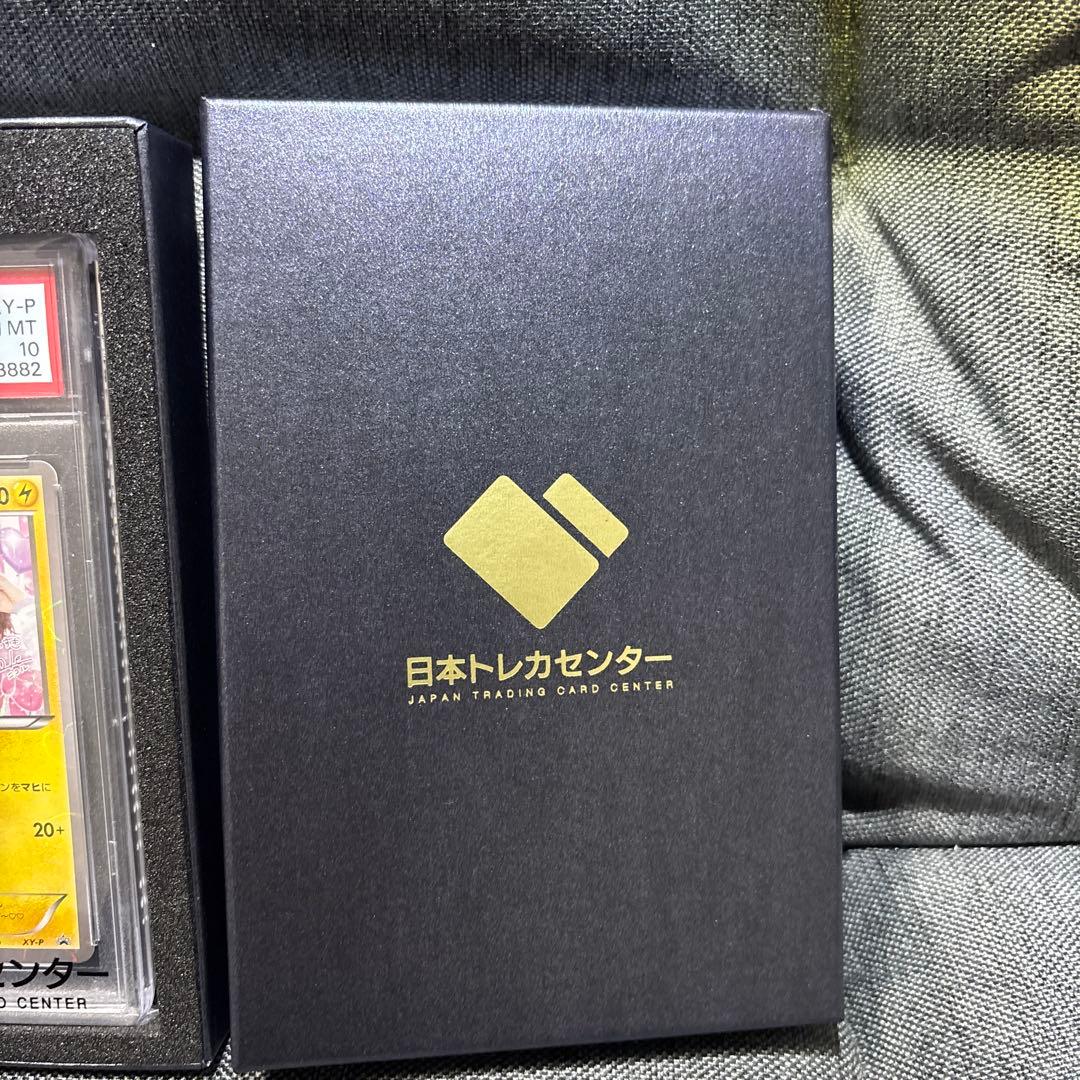 Y-P
MT
10
3882
0
ンをマヒに
20+
XY-P
センター
CENTER
日本トレカセンター
JAPAN TRADING CARD CENTER